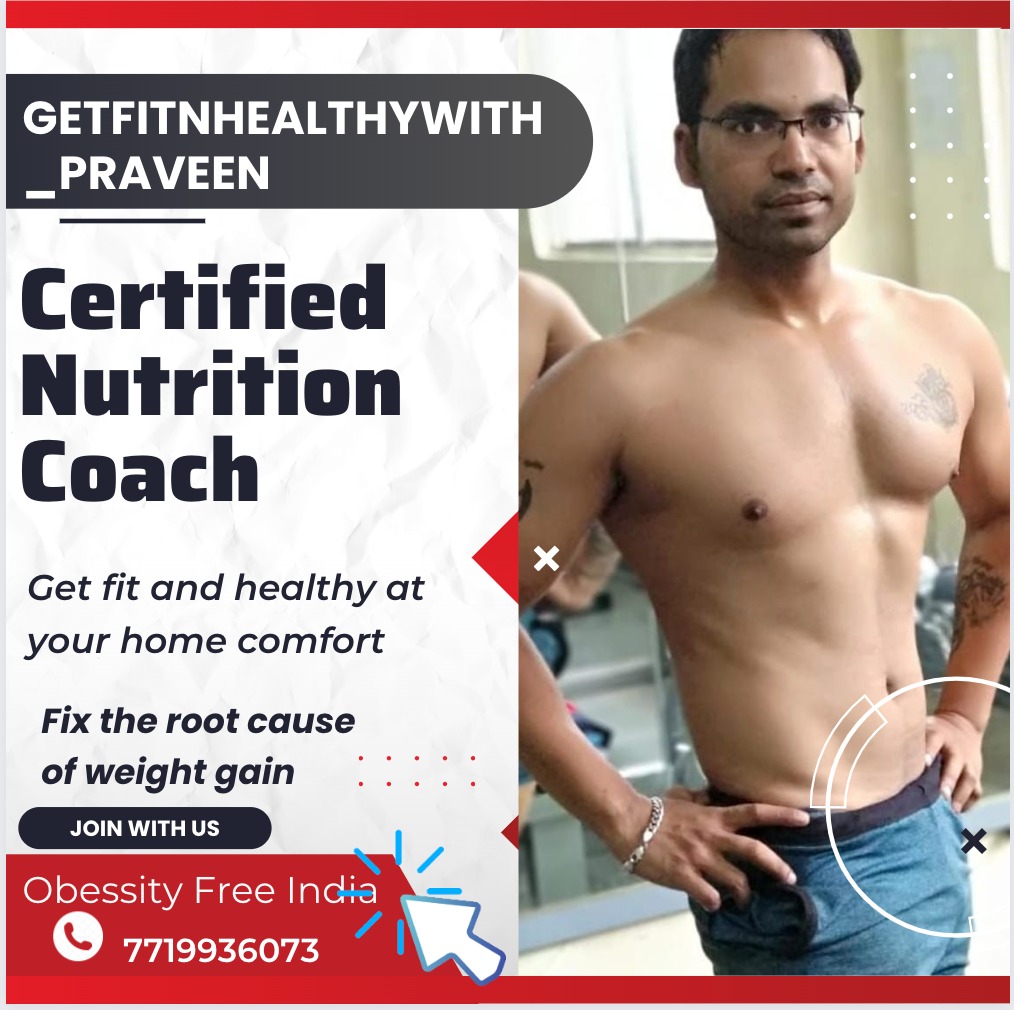 GETFITNHEALTHYWITH
_PRAVEEN
Certified
Nutrition
Coach
Get fit and healthy at
your home comfort
Fix the root cause
of weight gain
JOIN WITH US
Obessity Free India
7719936073